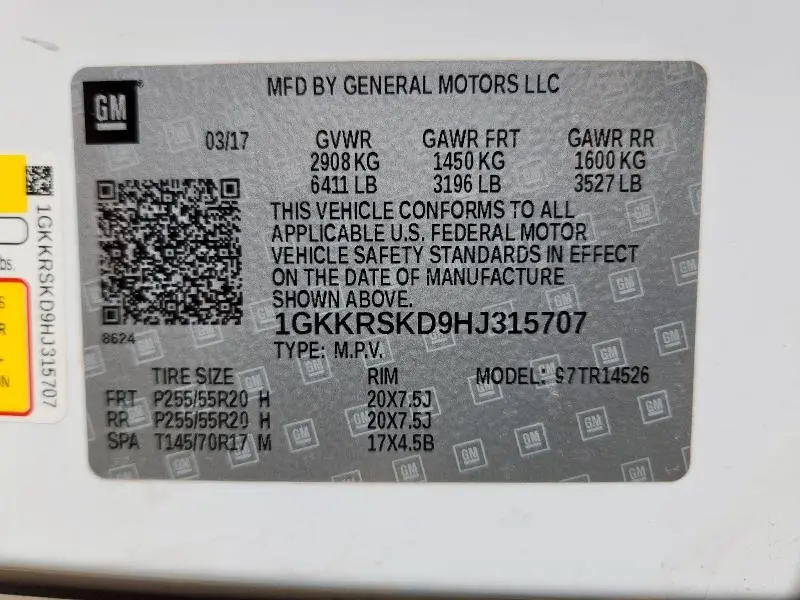 GM
MFD BY GENERAL MOTORS LLC
03/17 GVWR GAWR FRT GAWR RR
2908 KG 1450 KG 1600 KG
6411 LB 3196 LB 3527 LB
THIS VEHICLE CONFORMS TO ALL
APPLICABLE U.S. FEDERAL MOTOR
VEHICLE SAFETY STANDARDS IN EFFECT
ON THE DATE OF MANUFACTURE
SHOWN ABOVE.
1GKKRSKD9HJ315707
8624
TYPE: M.P.V.
TIRE SIZE RIM MODEL: 97TR14526
FRT P255/55R20 H 20X7.5J
RR P255/55R20 H 20X7.5J
SPA T145/70R17 M 17X4.5B
1GKKRSKD9HJ315707
bs.